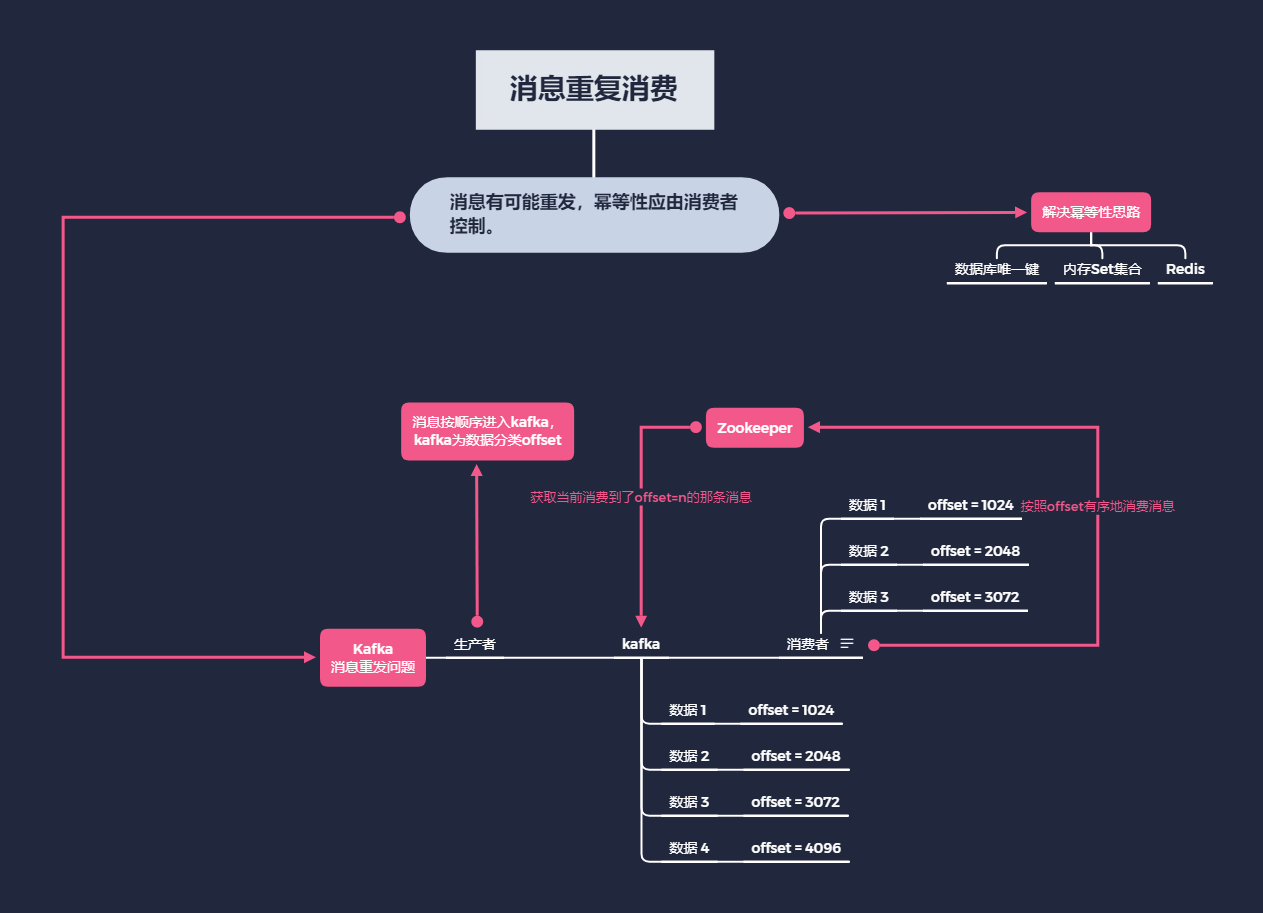 消息重复消费
消息有可能重发，幂等性应由消费者
控制。
解决幂等性思路
数据库唯一键
内存Set集合
Redis
消息按顺序进入kafka，
kafka为数据分类offset
Zookeeper
获取当前消费到了offset=n的那条消息
数据 1
offset = 1024
按照offset有序地消费消息
数据 2
offset = 2048
数据 3
offset = 3072
Kafka
消息重发问题
生产者
kafka
消费者
数据 1
offset = 1024
数据 2
offset = 2048
数据 3
offset = 3072
数据 4
offset = 4096